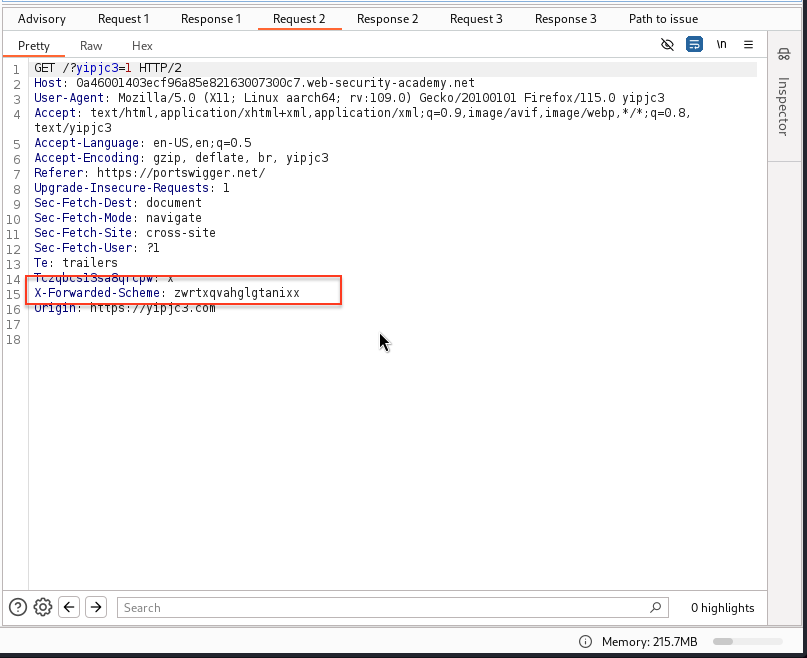 Advisory Request 1 Response 1 Request 2 Response 2 Request 3 Response 3 Path to issue
Pretty Raw Hex \n
1 GET /?yipjc3=1 HTTP/2
2 Host: 0a46001403ecf96a85e82163007300c7.web-security-academy.net
3 User-Agent: Mozilla/5.0 (X11; Linux aarch64; rv:109.0) Gecko/20100101 Firefox/115.0 yipjc3
4 Accept: text/html,application/xhtml+xml,application/xml;q=0.9,image/avif,image/webp,*/*;q=0.8,
text/yipjc3
5 Accept-Language: en-US,en;q=0.5
6 Accept-Encoding: gzip, deflate, br, yipjc3
7 Referer: https://portswigger.net/
8 Upgrade-Insecure-Requests: 1
9 Sec-Fetch-Dest: document
10 Sec-Fetch-Mode: navigate
11 Sec-Fetch-Site: cross-site
12 Sec-Fetch-User: ?1
13 Te: trailers
14 x
15 X-Forwarded-Scheme: zwrtxqvahglgtanixx
16 Origin: https://yipjc3.com
17
18
Inspector
Search 0 highlights
Memory: 215.7MB